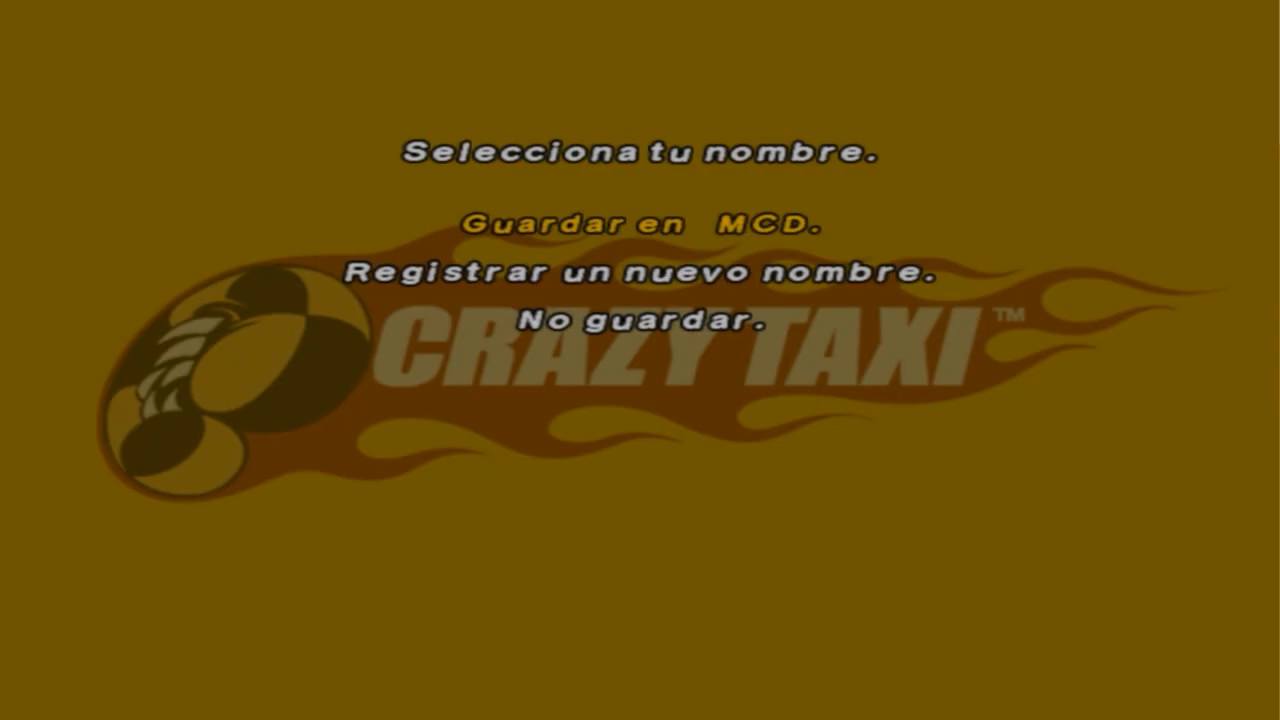 Selecciona tu nombre.
Guardar en MCD.
Registrar un nuevo nombre.
No guardar.
CRAZY TAXI™